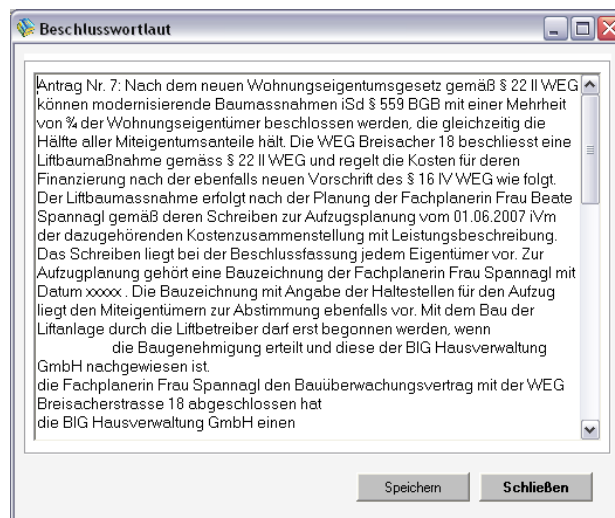 Beschlusswortlaut
Antrag Nr. 7: Nach dem neuen Wohnungseigentumsgesetz gemäß § 22 II WEG
können modernisierende Baumassnahmen iSd § 559 BGB mit einer Mehrheit
von ¾ der Wohnungseigentümer beschlossen werden, die gleichzeitig die
Hälfte aller Miteigentumsanteile hält. Die WEG Breisacher 18 beschliesst eine
Liftbaumaßnahme gemäss § 22 II WEG und regelt die Kosten für deren
Finanzierung nach der ebenfalls neuen Vorschrift des § 16 IV WEG wie folgt.
Der Liftbaumassnahme erfolgt nach der Planung der Fachplanerin Frau Beate
Spannagl gemäß deren Schreiben zur Aufzugsplanung vom 01.06.2007 iVm
der dazugehörenden Kostenzusammenstellung mit Leistungsbeschreibung.
Das Schreiben liegt bei der Beschlussfassung jedem Eigentümer vor. Zur
Aufzugplanung gehört eine Bauzeichnung der Fachplanerin Frau Spannagl mit
Datum xxxxx . Die Bauzeichnung mit Angabe der Haltestellen für den Aufzug
liegt den Miteigentümern zur Abstimmung ebenfalls vor. Mit dem Bau der
Liftanlage durch die Liftbetreiber darf erst begonnen werden, wenn
die Baugenehmigung erteilt und diese der BIG Hausverwaltung
GmbH nachgewiesen ist.
die Fachplanerin Frau Spannagl den Bauüberwachungsvertrag mit der WEG
Breisacherstrasse 18 abgeschlossen hat
die BIG Hausverwaltung GmbH einen
Speichern Schließen